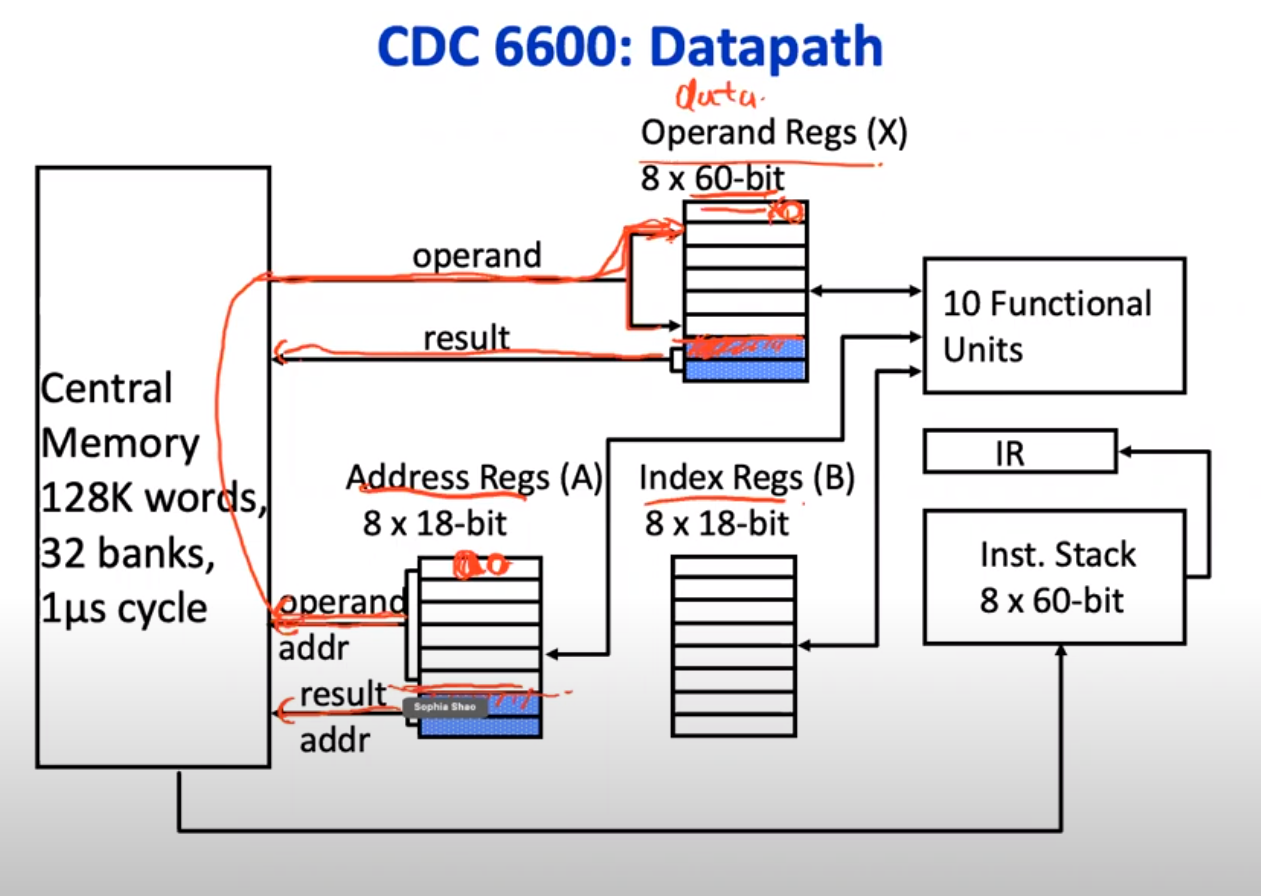 CDC 6600: Datapath
data.
Operand Regs (X)
8 x 60-bit
x0
operand
result
10 Functional
Units
Central
Memory
128K words,
32 banks,
1µs cycle
Address Regs (A)
8 x 18-bit
Index Regs (B)
8 x 18-bit
IR
Inst. Stack
8 x 60-bit
operand
addr
result
addr
Sophia Shao